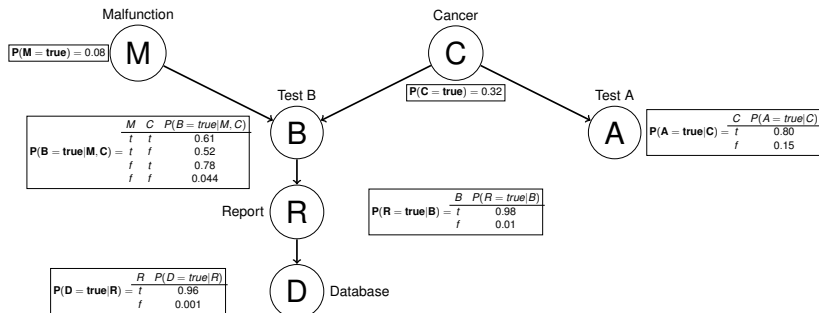 Malfunction
Cancer
M
C
P(M = true) = 0.08
P(C = true) = 0.32
Test B
Test A
B
A
M C P(B = true|M, C)
P(B = true|M, C) = t t 0.61
t f 0.52
f t 0.78
f f 0.044
C P(A = true|C)
P(A = true|C) = t 0.80
f 0.15
Report
R
B P(R = true|B)
P(R = true|B) = t 0.98
f 0.01
R P(D = true|R)
P(D = true|R) = t 0.96
f 0.001
D
Database